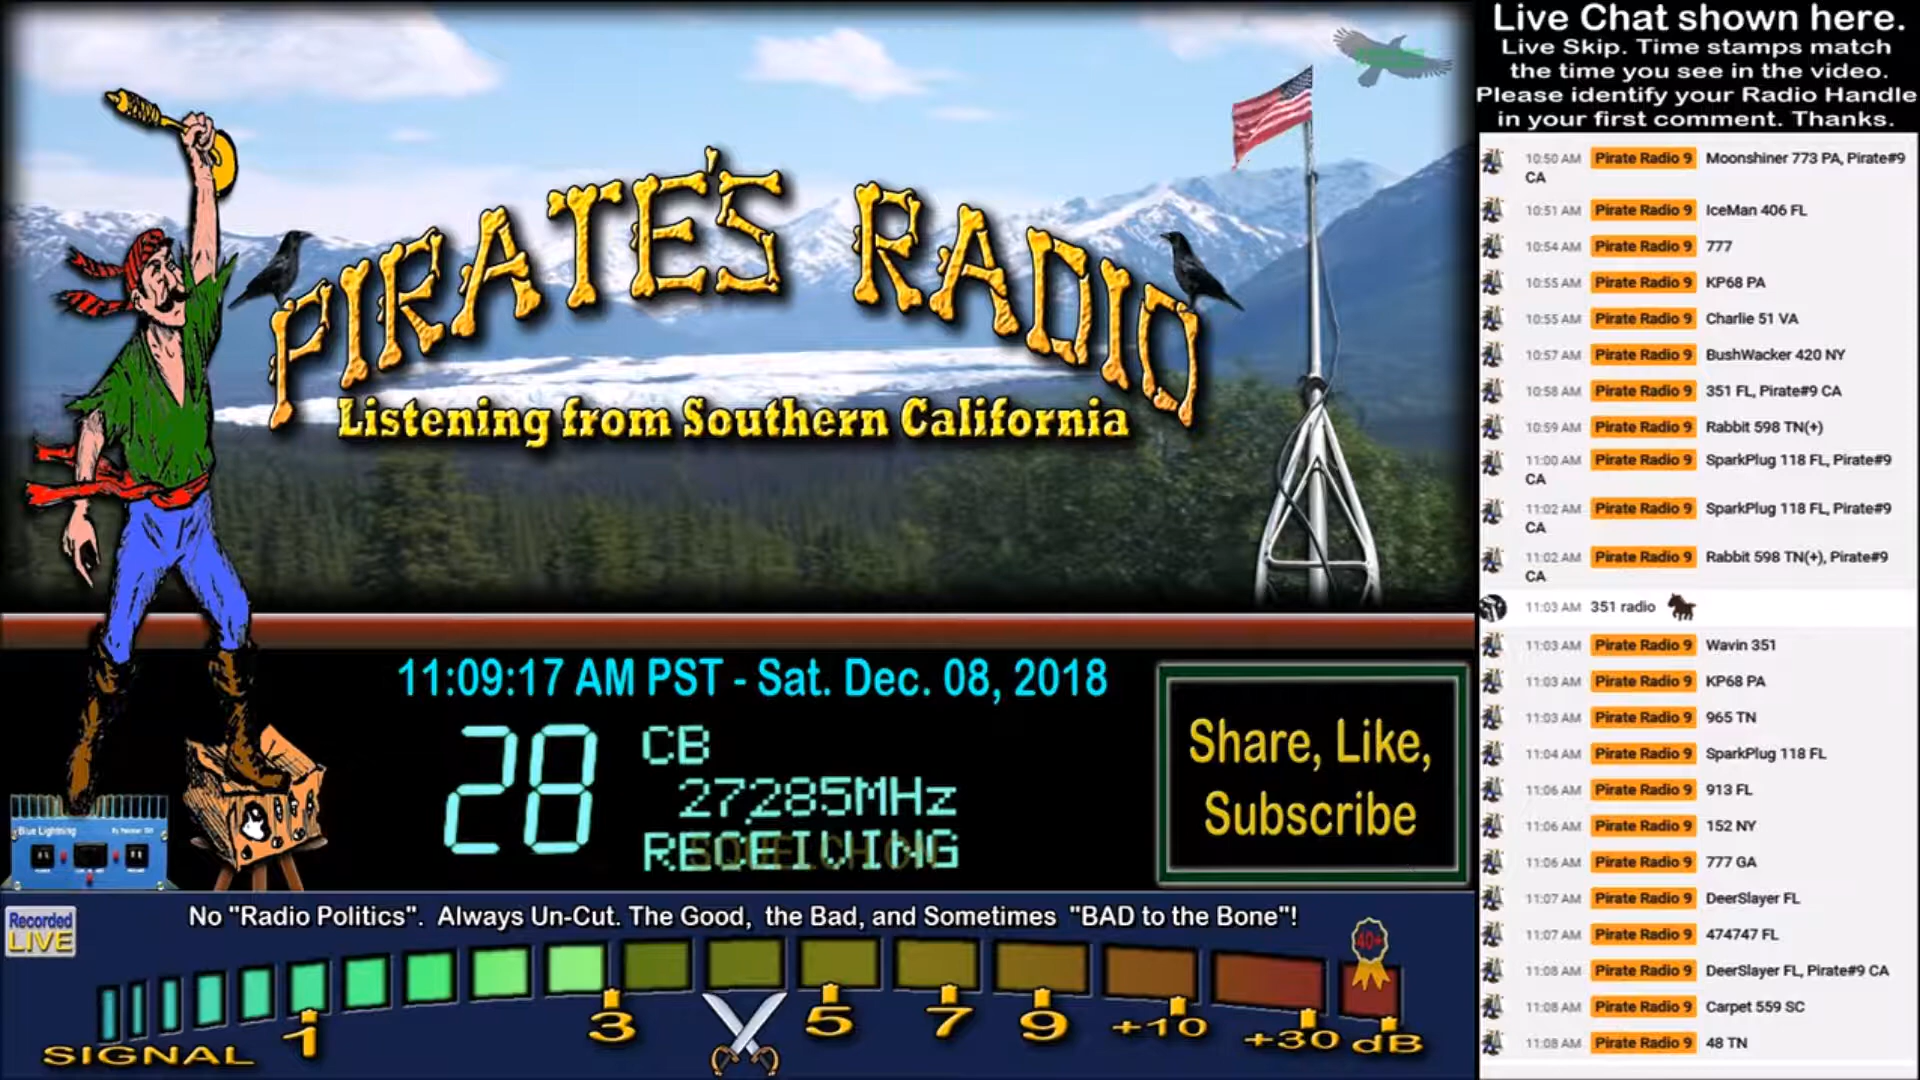 PIRATE'S RADIO
Listening from Southern California
11:09:17 AM PST - Sat. Dec. 08, 2018
28
CB
27.285MHz
RECEIVING
Share, Like,
Subscribe
Blue Lightning
Recorded
LIVE
No "Radio Politics". Always Un-Cut. The Good, the Bad, and Sometimes "BAD to the Bone"!
40+
1 3 5 7 9 +10 +30 dB
SIGNAL
Live Chat shown here.
Live Skip. Time stamps match
the time you see in the video.
Please identify your Radio Handle
in your first comment. Thanks.
10:50 AM Pirate Radio 9 Moonshiner 773 PA, Pirate#9
CA
10:51 AM Pirate Radio 9 IceMan 406 FL
10:54 AM Pirate Radio 9 777
10:55 AM Pirate Radio 9 KP68 PA
10:55 AM Pirate Radio 9 Charlie 51 VA
10:57 AM Pirate Radio 9 BushWacker 420 NY
10:58 AM Pirate Radio 9 351 FL, Pirate#9 CA
10:59 AM Pirate Radio 9 Rabbit 598 TN(+)
11:00 AM Pirate Radio 9 SparkPlug 118 FL, Pirate#9
CA
11:02 AM Pirate Radio 9 SparkPlug 118 FL, Pirate#9
CA
11:02 AM Pirate Radio 9 Rabbit 598 TN(+), Pirate#9
CA
11:03 AM 351 radio
11:03 AM Pirate Radio 9 Wavin 351
11:03 AM Pirate Radio 9 KP68 PA
11:03 AM Pirate Radio 9 965 TN
11:04 AM Pirate Radio 9 SparkPlug 118 FL
11:06 AM Pirate Radio 9 913 FL
11:06 AM Pirate Radio 9 152 NY
11:06 AM Pirate Radio 9 777 GA
11:07 AM Pirate Radio 9 DeerSlayer FL
11:07 AM Pirate Radio 9 474747 FL
11:08 AM Pirate Radio 9 DeerSlayer FL, Pirate#9 CA
11:08 AM Pirate Radio 9 Carpet 559 SC
11:08 AM Pirate Radio 9 48 TN